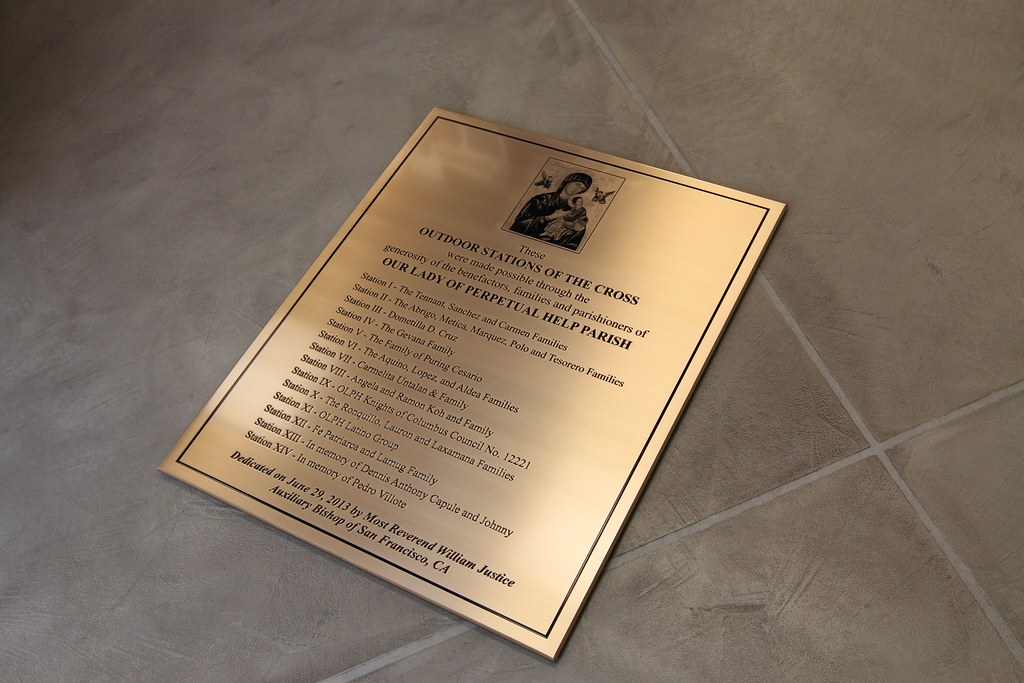 These
OUTDOOR STATIONS OF THE CROSS
were made possible through the
generosity of the benefactors, families and parishioners of
OUR LADY OF PERPETUAL HELP PARISH
Station I - The Tennant, Sanchez and Carmen Families
Station II - The Abrigo, Metica, Marquez, Polo and Tesorero Families
Station III - Dometilla D. Cruz
Station IV - The Gevana Family
Station V - The Family of Puring Cesario
Station VI - The Aquino, Lopez, and Aldea Families
Station VII - Carmelita Untalan & Family
Station VIII - Angela and Ramon Koh and Family
Station IX - OLPH Knights of Columbus Council No. 12221
Station X - The Ronquillo, Lauron and Laxamana Families
Station XI - OLPH Latino Group
Station XII - Fe Patriarca and Lamug Family
Station XIII - In memory of Dennis Anthony Capule and Johnny
Station XIV - In memory of Pedro Villote
Dedicated on June 29, 2013 by Most Reverend William Justice
Auxiliary Bishop of San Francisco, CA